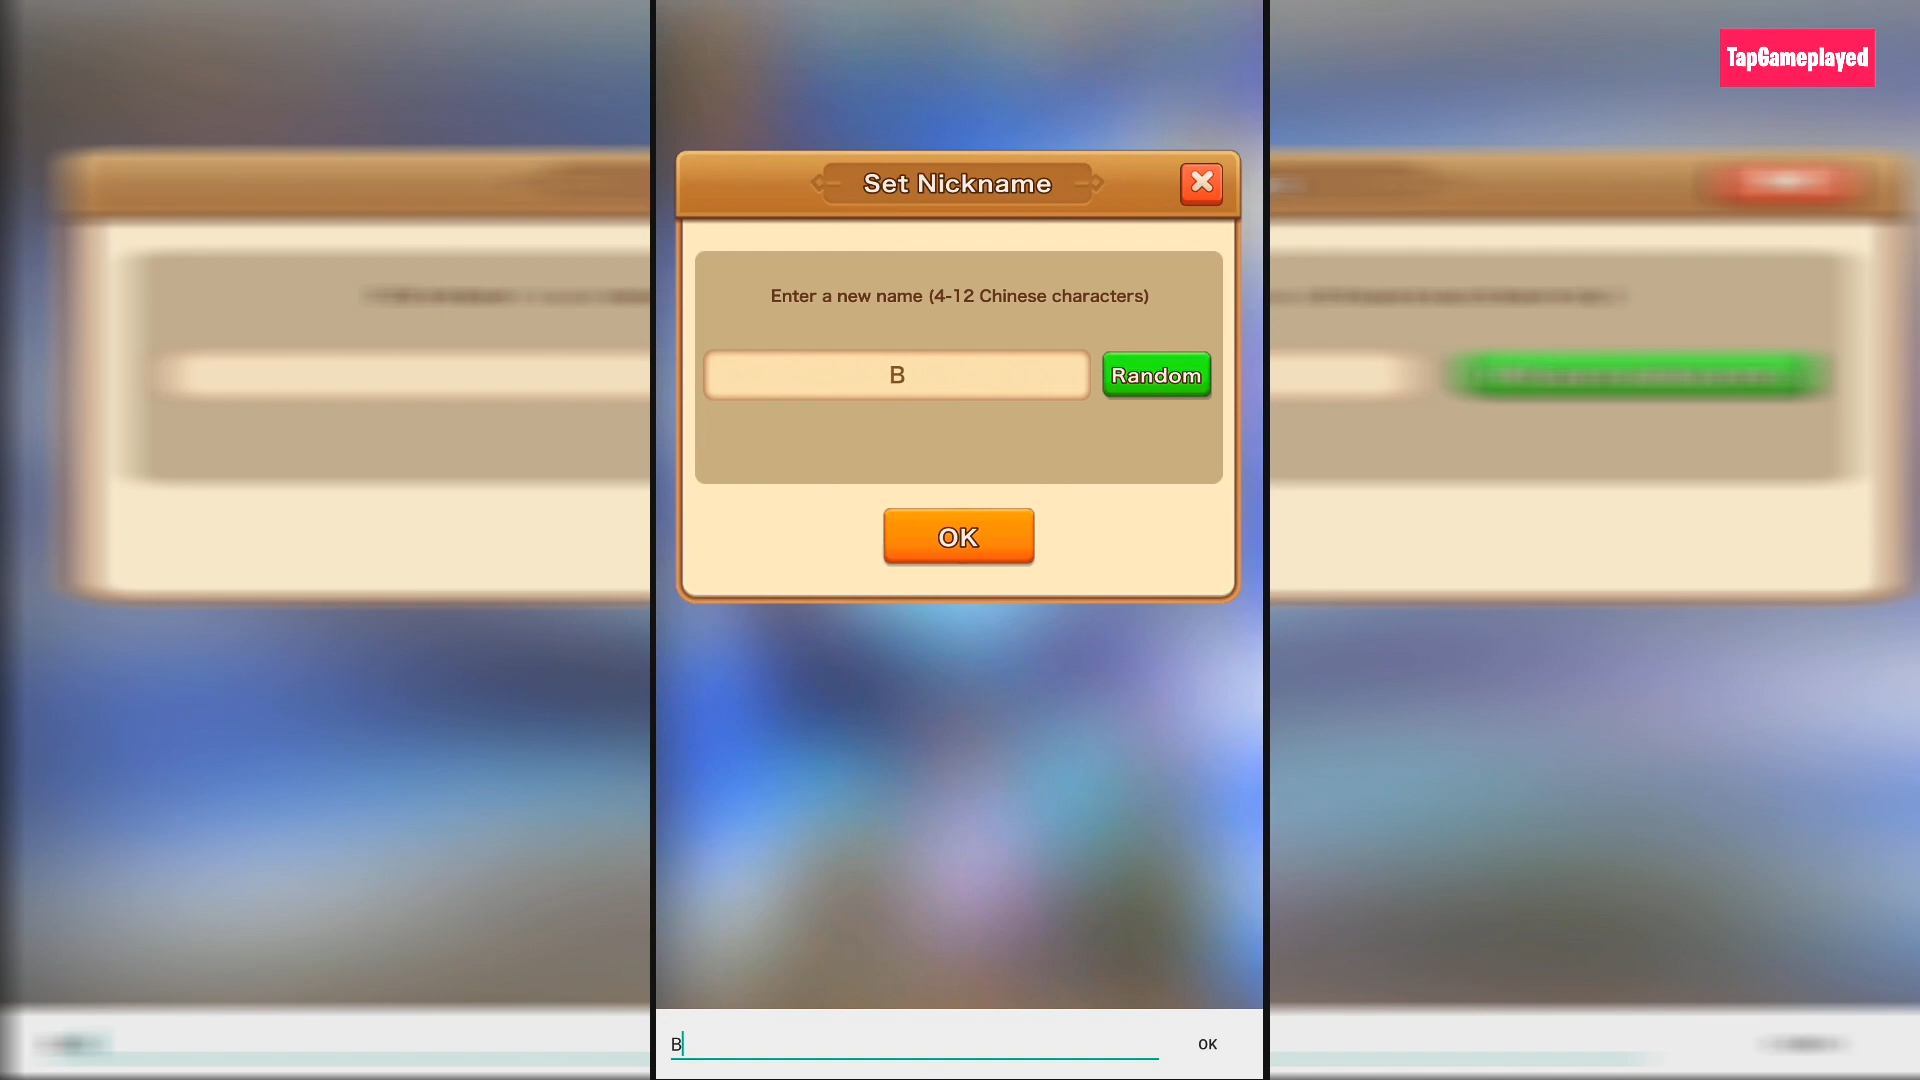 TapGameplayed
Set Nickname
Enter a new name (4-12 Chinese characters)
B
Random
OK
B
OK